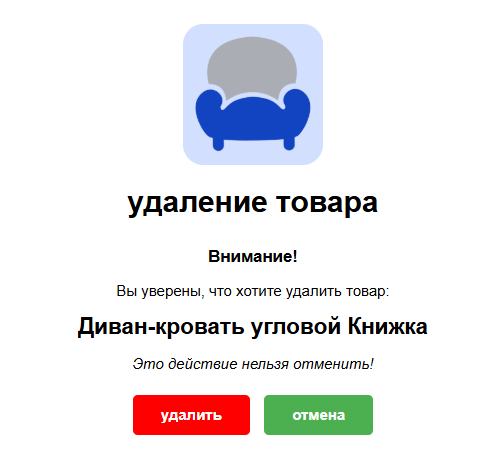 удаление товара
Внимание!
Вы уверены, что хотите удалить товар:
Диван-кровать угловой Книжка
Это действие нельзя отменить!
удалить
отмена